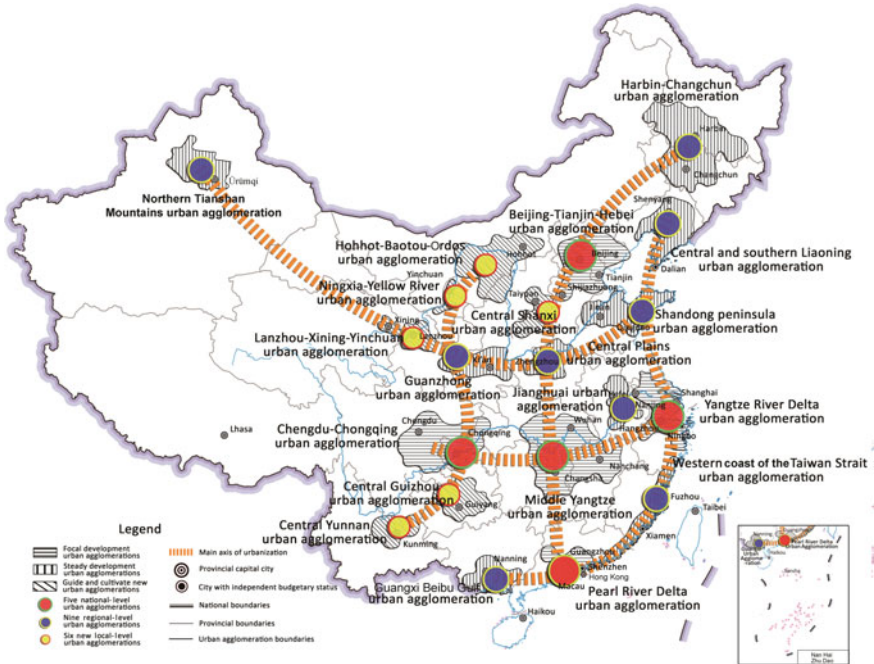 Harbin-Changchun
urban agglomeration
Harbin
Changchun
Ürümqi
Northern Tianshan
Mountains urban agglomeration
Shenyang
Beijing-Tianjin-Hebei
urban agglomeration
Beijing
Hohhot-Baotou-Ordos
urban agglomeration
Hohhot
Central and southern Liaoning
urban agglomeration
Dalian
Tianjin
Yinchuan
Shijiazhuang
Ningxia-Yellow River
urban agglomeration
Taiyuan
Jinan
Central Shanxi
urban agglomeration
Shandong peninsula
urban agglomeration
Qingdao
Xining
Lanzhou
Lanzhou-Xining-Yinchuan
urban agglomeration
Xi'an
Zhengzhou
Central Plains
urban agglomeration
Guanzhong
urban agglomeration
Jianghuai urban
agglomeration
Nanjing
Shanghai
Yangtze River Delta
urban agglomeration
Hangzhou
Ningbo
Chengdu-Chongqing
urban agglomeration
Chengdu
Chongqing
Wuhan
Lhasa
Nanchang
Changsha
Western coast of the Taiwan Strait
urban agglomeration
Central Guizhou
urban agglomeration
Guiyang
Middle Yangtze
urban agglomeration
Fuzhou
Taibei
Central Yunnan
urban agglomeration
Kunming
Xiamen
Nanning
Guangzhou
Shenzhen
Hong Kong
Macau
Guangxi Beibu Gulf
urban agglomeration
Pearl River Delta
urban agglomeration
Haikou
Legend
Focal development
urban agglomerations
Steady development
urban agglomerations
Guide and cultivate new
urban agglomerations
Five national-level
urban agglomerations
Nine regional-level
urban agglomerations
Six new local-level
urban agglomerations
Main axis of urbanization
Provincial capital city
City with independent budgetary status
National boundaries
Provincial boundaries
Urban agglomeration boundaries
Pearl River Delta
Urban Agglomeration
Nan Hai
Zhu Dao